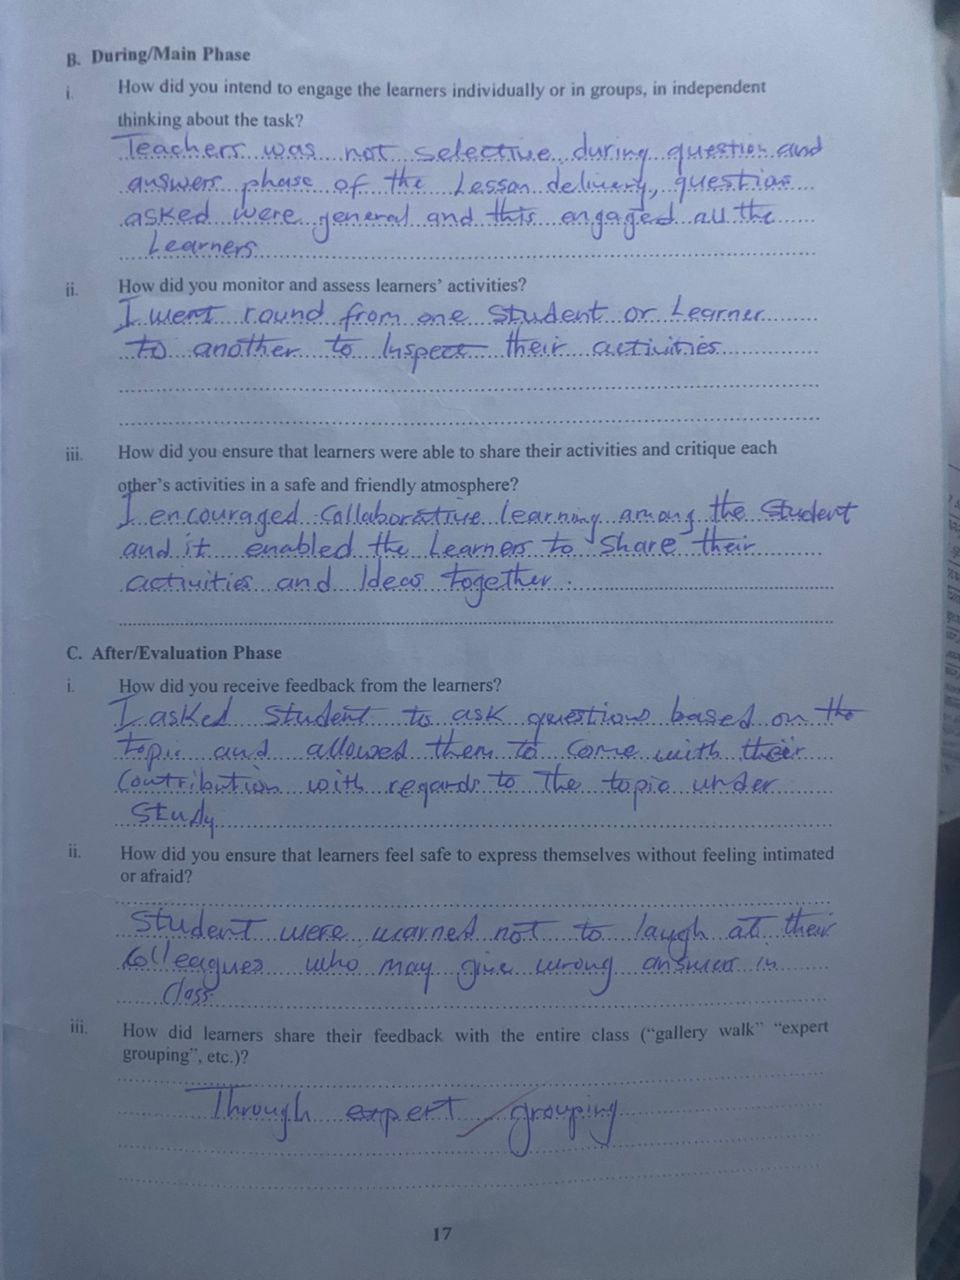 B. During/Main Phase
i. How did you intend to engage the learners individually or in groups, in independent
thinking about the task?
Teachers was not selective during question and
answers phase of the Lesson delivery, question
asked were general and this engaged all the
Learners
ii. How did you monitor and assess learners' activities?
I went round from one Student or Learner
to another to Inspect their activities
iii. How did you ensure that learners were able to share their activities and critique each
other's activities in a safe and friendly atmosphere?
I encouraged Collaborative learning among the Student
and it enabled the Learners to Share their
activities and Ideas together.
C. After/Evaluation Phase
i. How did you receive feedback from the learners?
I asked Student to ask questions based on the
topic and allowed them to Come with their
Contribution with regards to The topic under
Study
ii. How did you ensure that learners feel safe to express themselves without feeling intimated
or afraid?
Student were warned not to laugh at their
Colleagues who may give wrong answers in
Class
iii. How did learners share their feedback with the entire class ("gallery walk" "expert
grouping", etc.)?
Through expert grouping
17